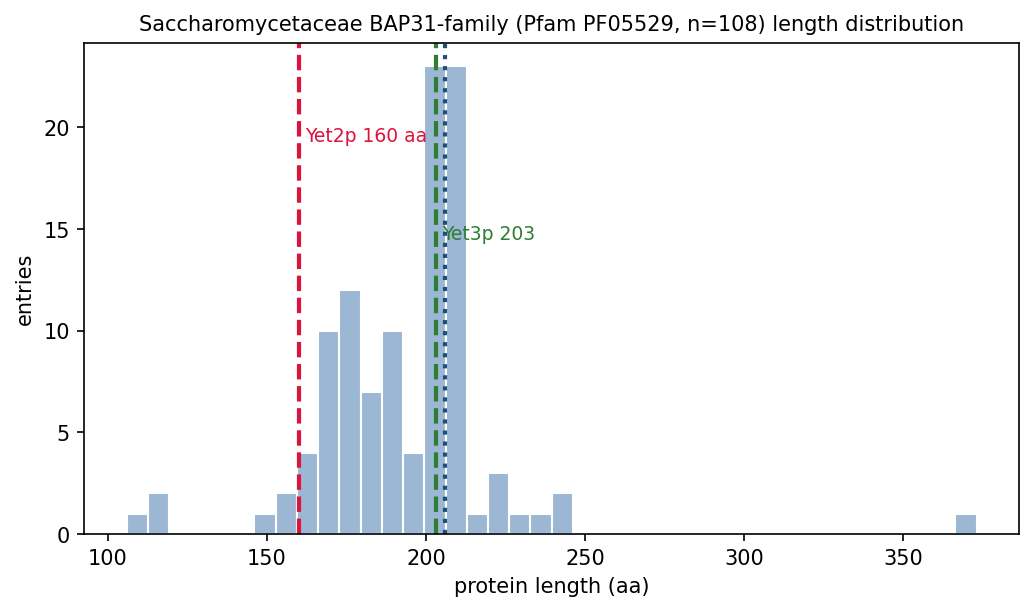 Saccharomycetaceae BAP31-family (Pfam PF05529, n=108) length distribution
entries
20
15
10
5
0
Yet2p 160 aa
Yet3p 203
100 150 200 250 300 350
protein length (aa)